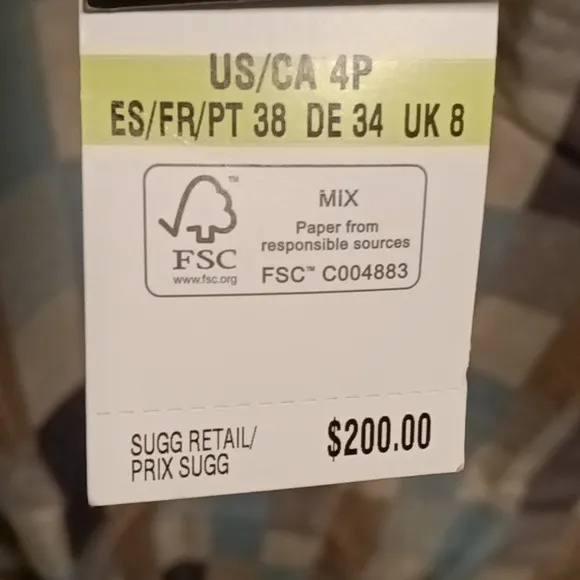 US/CA 4P
ES/FR/PT 38 DE 34 UK 8
FSC
www.fsc.org
MIX
Paper from
responsible sources
FSC™ C004883
SUGG RETAIL/
PRIX SUGG
$200.00